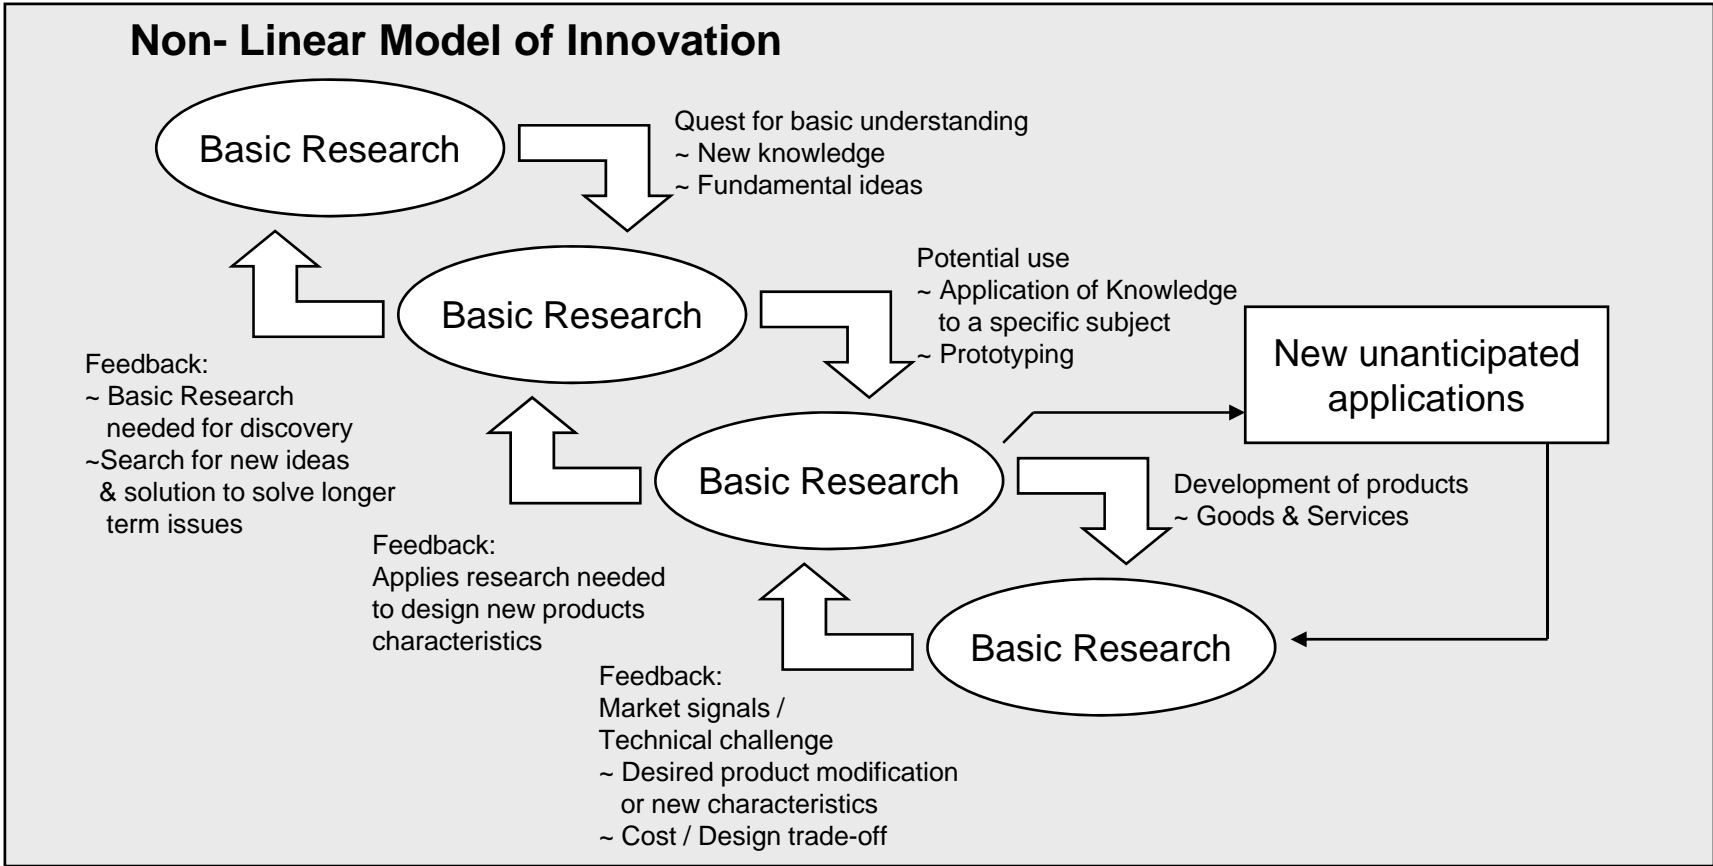 Non- Linear Model of Innovation
Basic Research
Quest for basic understanding
~ New knowledge
~ Fundamental ideas
Basic Research
Potential use
~ Application of Knowledge
to a specific subject
~ Prototyping
New unanticipated
applications
Feedback:
~ Basic Research
needed for discovery
~Search for new ideas
& solution to solve longer
term issues
Basic Research
Development of products
~ Goods & Services
Feedback:
Applies research needed
to design new products
characteristics
Basic Research
Feedback:
Market signals /
Technical challenge
~ Desired product modification
or new characteristics
~ Cost / Design trade-off